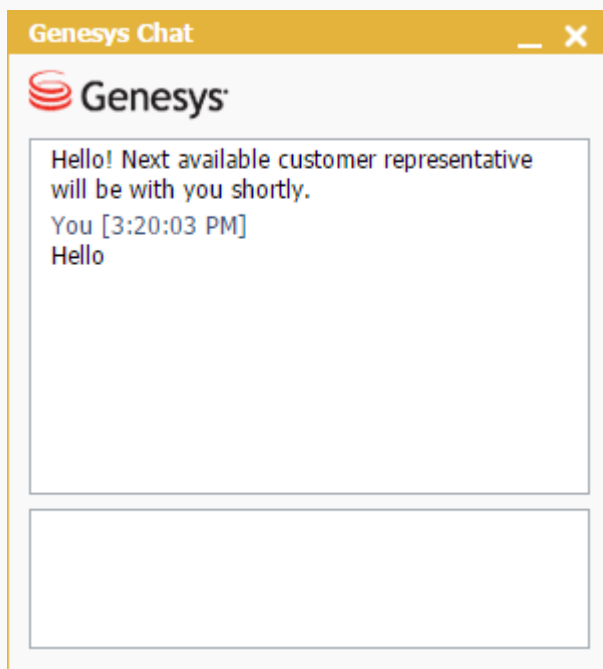 Genesys Chat
Genesys
Hello! Next available customer representative
will be with you shortly.
You [3:20:03 PM]
Hello